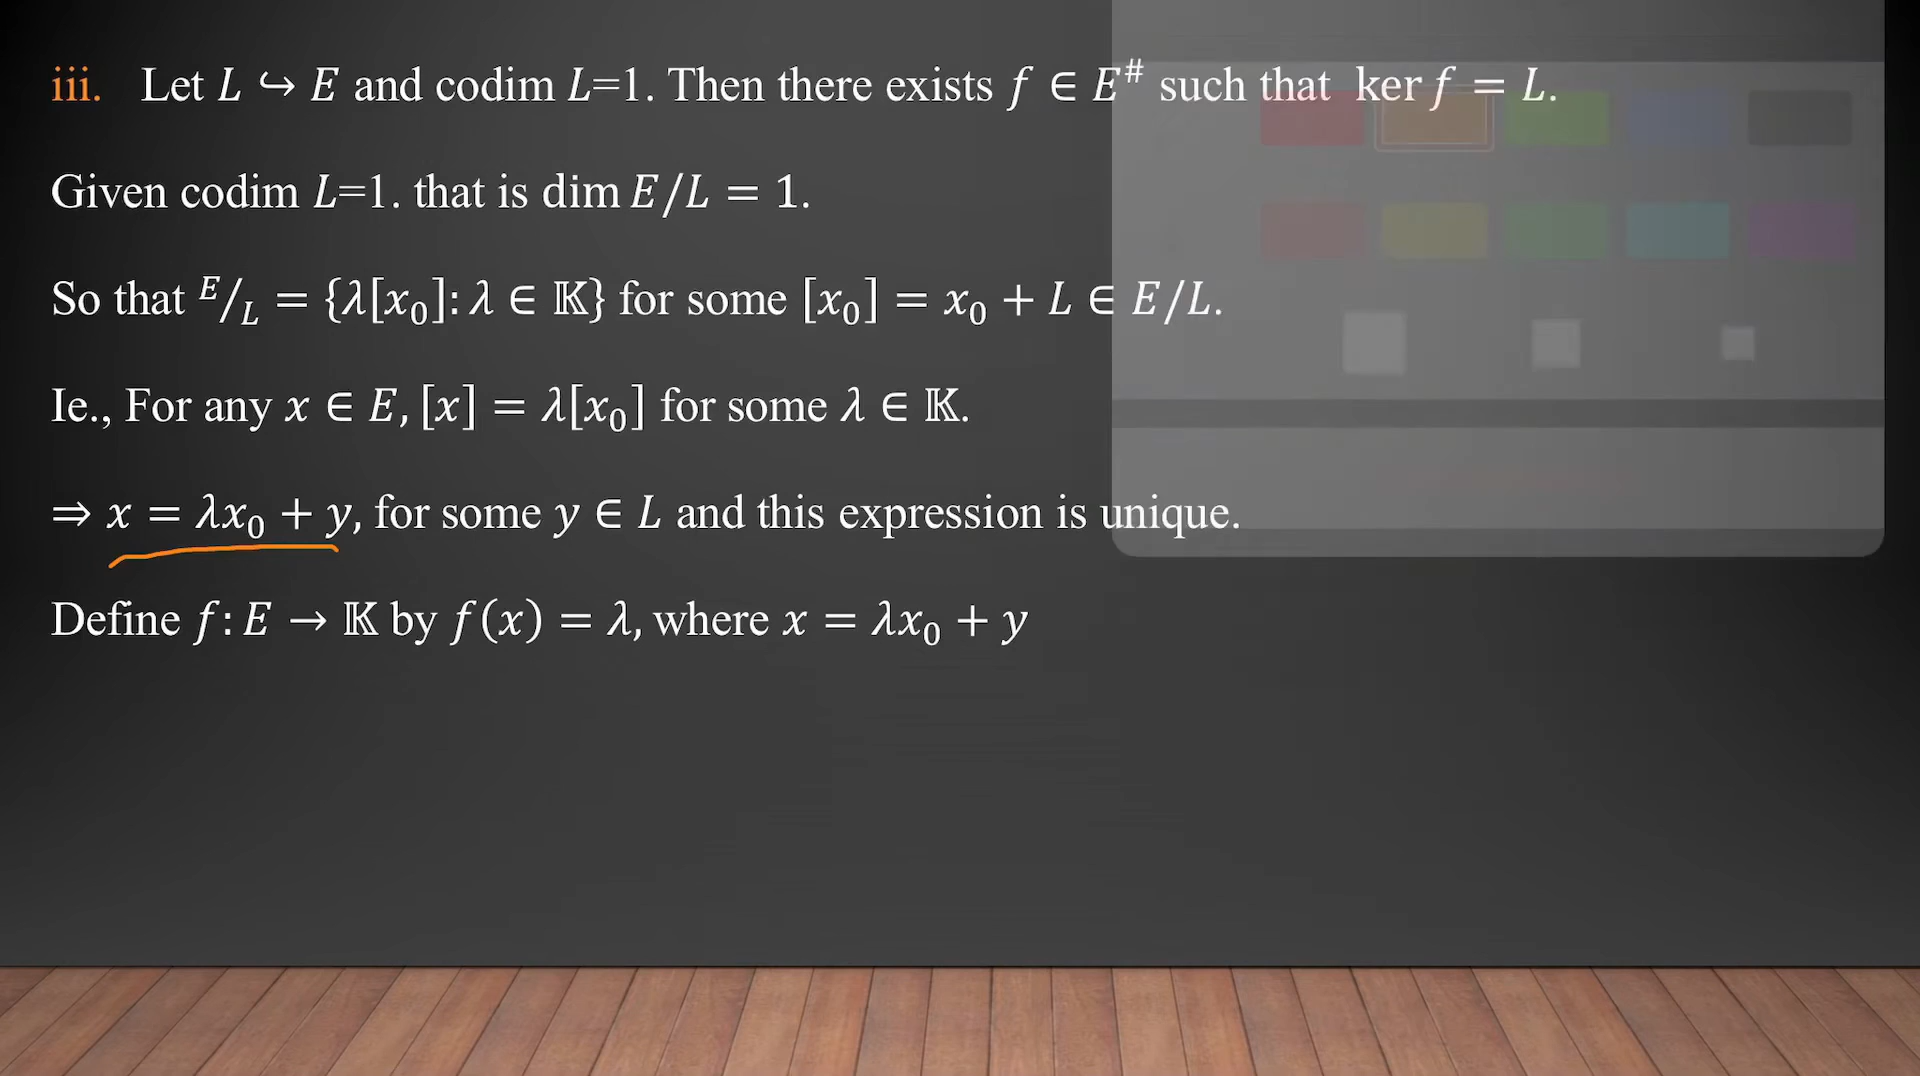 iii. Let L ↪ E and codim L=1. Then there exists f ∈ E^# such that ker f = L.
Given codim L=1. that is dim E/L = 1.
So that E/L = {λ[x₀]: λ ∈ 𝕂} for some [x₀] = x₀ + L ∈ E/L.
Ie., For any x ∈ E, [x] = λ[x₀] for some λ ∈ 𝕂.
⇒ x = λx₀ + y, for some y ∈ L and this expression is unique.
Define f: E → 𝕂 by f(x) = λ, where x = λx₀ + y